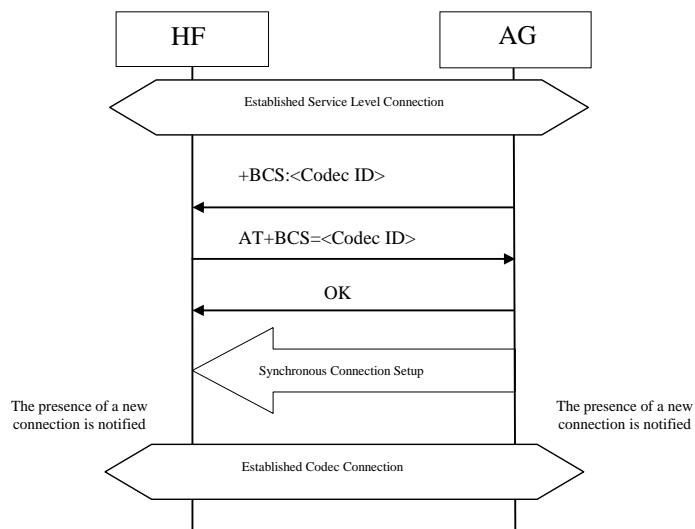 HF
AG
Established Service Level Connection
+BCS:<Codec ID>
AT+BCS=<Codec ID>
OK
Synchronous Connection Setup
The presence of a new
connection is notified
The presence of a new
connection is notified
Established Codec Connection